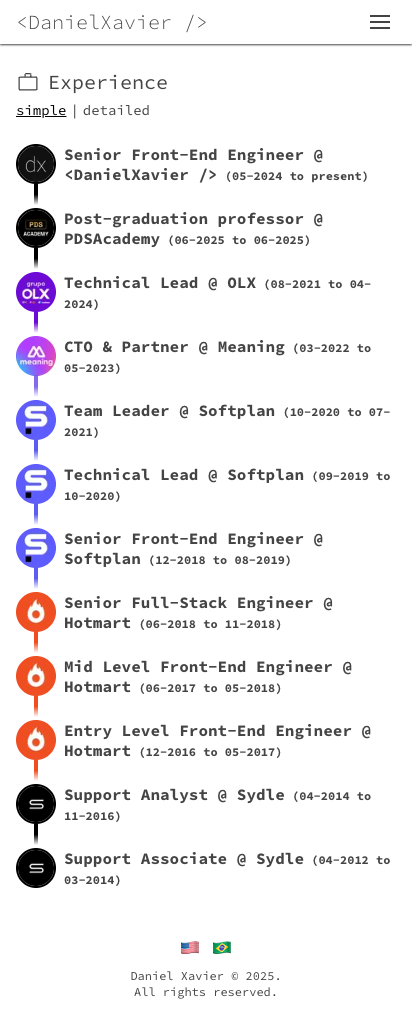 <DanielXavier />
Experience
simple | detailed
dx
Senior Front-End Engineer @
<DanielXavier /> (05-2024 to present)
PDS
ACADEMY
Post-graduation professor @
PDSAcademy (06-2025 to 06-2025)
grupo
OLX
Technical Lead @ OLX (08-2021 to 04-
2024)
meaning
CTO & Partner @ Meaning (03-2022 to
05-2023)
Team Leader @ Softplan (10-2020 to 07-
2021)
Technical Lead @ Softplan (09-2019 to
10-2020)
Senior Front-End Engineer @
Softplan (12-2018 to 08-2019)
Senior Full-Stack Engineer @
Hotmart (06-2018 to 11-2018)
Mid Level Front-End Engineer @
Hotmart (06-2017 to 05-2018)
Entry Level Front-End Engineer @
Hotmart (12-2016 to 05-2017)
Support Analyst @ Sydle (04-2014 to
11-2016)
Support Associate @ Sydle (04-2012 to
03-2014)
Daniel Xavier © 2025.
All rights reserved.